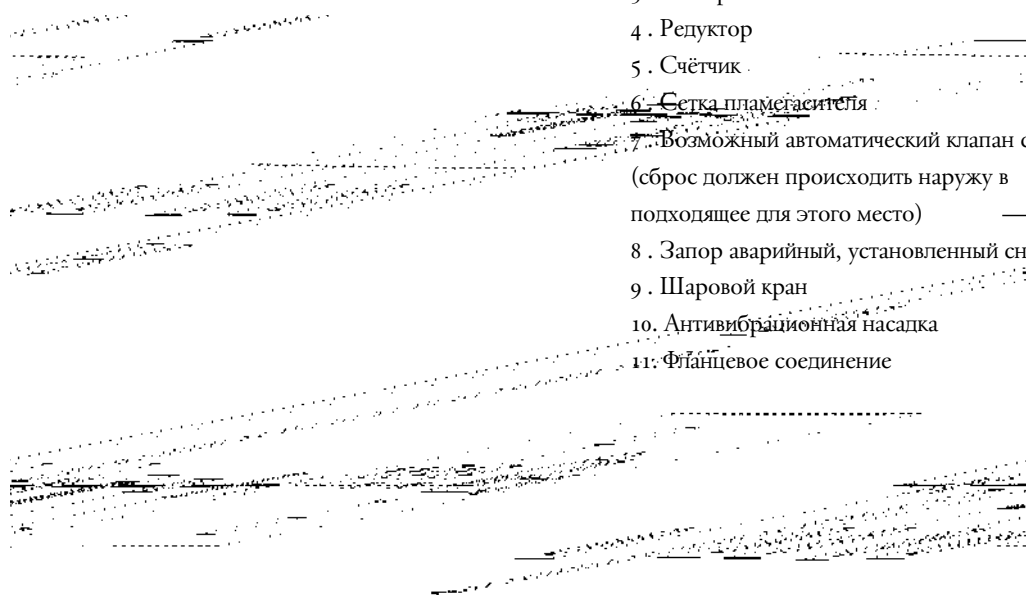 4 . Редуктор
5 . Счётчик
6 . Сетка пламегасителя
7 . Возможный автоматический клапан
(сброс должен происходить наружу в
подходящее для этого место)
8 . Запор аварийный, установленный
9 . Шаровой кран
10. Антивибрационная насадка
11. Фланцевое соединение